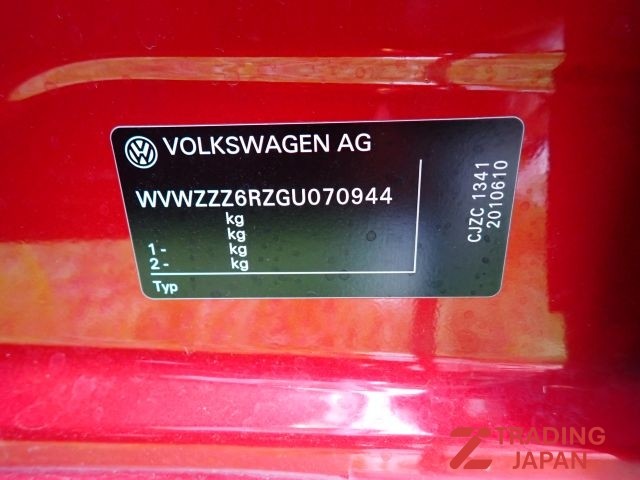 VOLKSWAGEN AG
WVWZZZ6RZGU070944
kg
kg
1 - kg
2 - kg
Typ
CJZC 1341
2010610
TRADING
JAPAN